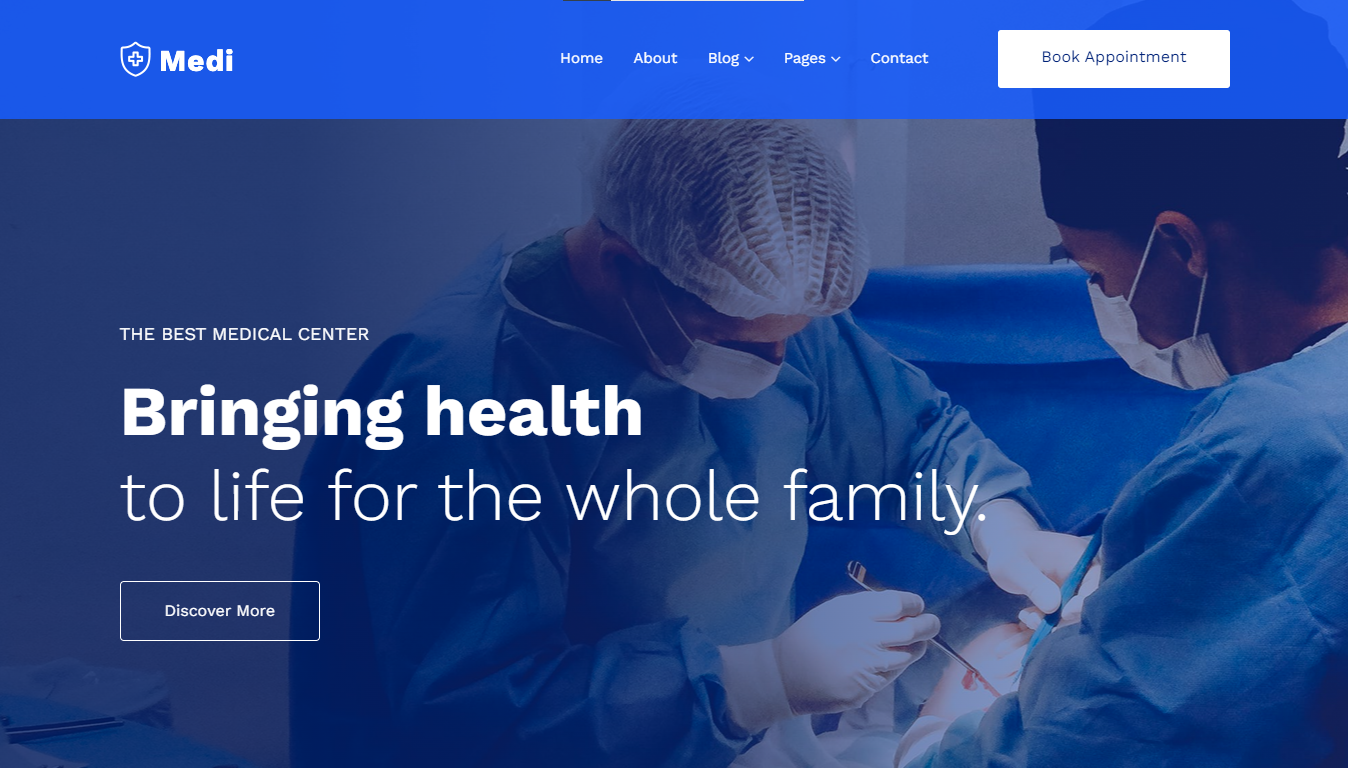 Medi
Home About Blog Pages Contact
Book Appointment
THE BEST MEDICAL CENTER
Bringing health
to life for the whole family.
Discover More